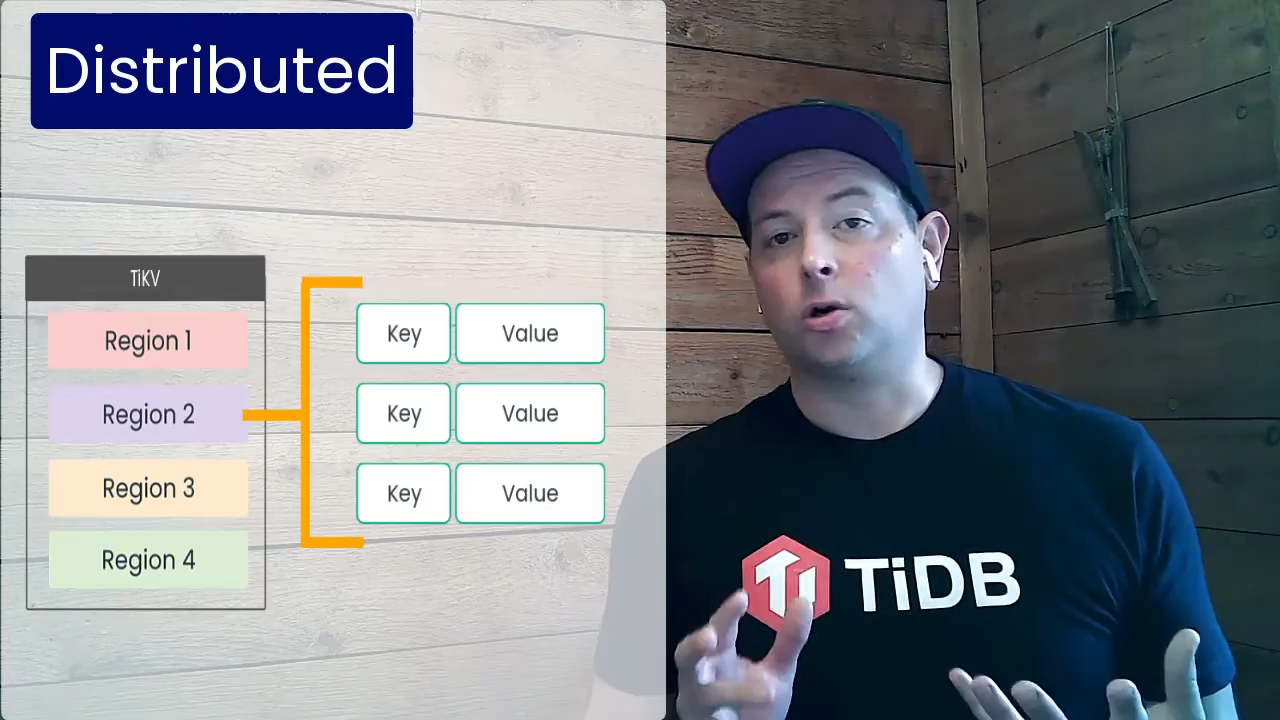 Distributed
TiKV
Region 1
Region 2
Region 3
Region 4
Key Value
Key Value
Key Value
TiDB